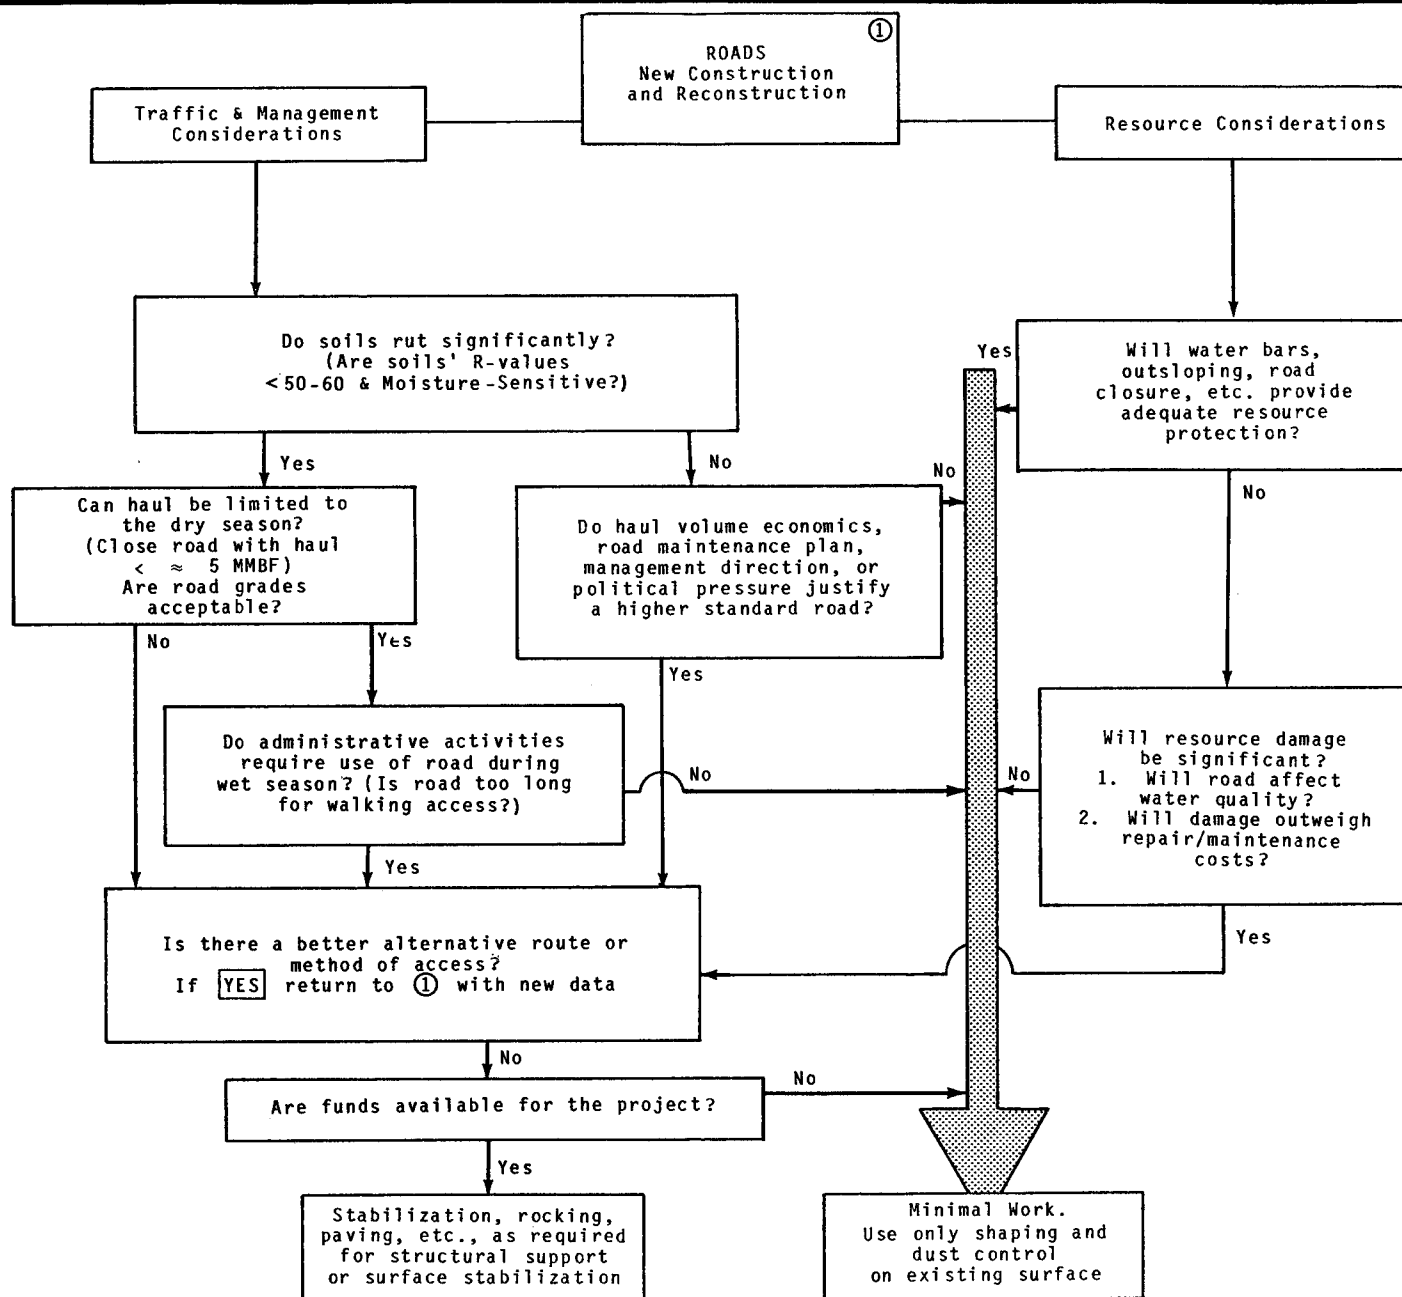 ①
ROADS
New Construction
and Reconstruction
Traffic & Management
Considerations
Resource Considerations
Do soils rut significantly?
(Are soils' R-values
<50-60 & Moisture-Sensitive?)
Yes
No
Yes
Will water bars,
outsloping, road
closure, etc. provide
adequate resource
protection?
No
Can haul be limited to
the dry season?
(Close road with haul
< ≈ 5 MMBF)
Are road grades
acceptable?
No
Yes
Do haul volume economics,
road maintenance plan,
management direction, or
political pressure justify
a higher standard road?
No
Yes
Do administrative activities
require use of road during
wet season? (Is road too long
for walking access?)
No
Yes
Will resource damage
be significant?
1. Will road affect
water quality?
2. Will damage outweigh
repair/maintenance
costs?
No
Yes
Is there a better alternative route or
method of access?
If YES return to ① with new data
No
Are funds available for the project?
No
Yes
Stabilization, rocking,
paving, etc., as required
for structural support
or surface stabilization
Minimal Work.
Use only shaping and
dust control
on existing surface